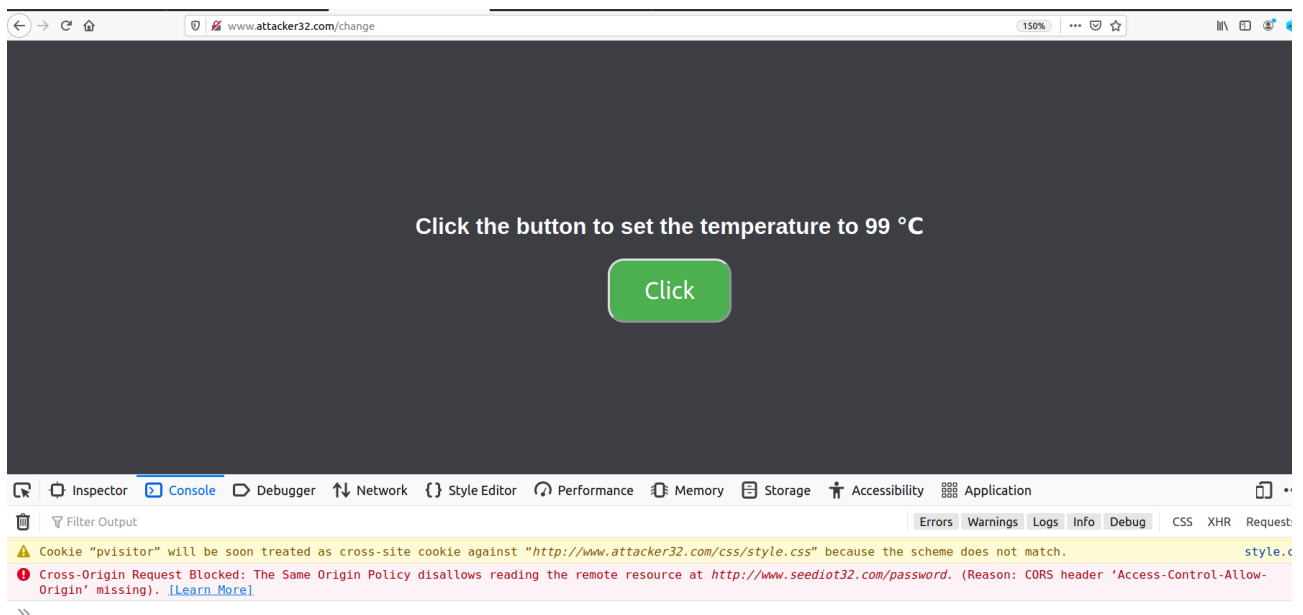 www.attacker32.com/change
150%
Click the button to set the temperature to 99 °C
Click
Inspector Console Debugger Network Style Editor Performance Memory Storage Accessibility Application
Filter Output Errors Warnings Logs Info Debug CSS XHR Requests
Cookie “pvisitor” will be soon treated as cross-site cookie against “http://www.attacker32.com/css/style.css” because the scheme does not match. style.c
Cross-Origin Request Blocked: The Same Origin Policy disallows reading the remote resource at http://www.seediot32.com/password. (Reason: CORS header ‘Access-Control-Allow-
Origin’ missing). [Learn More]